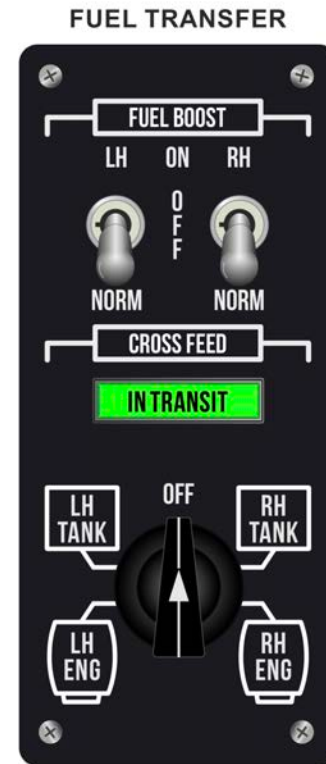 FUEL TRANSFER
FUEL BOOST
LH ON RH
OFF
NORM NORM
CROSS FEED
IN TRANSIT
OFF
LH TANK
RH TANK
LH ENG
RH ENG